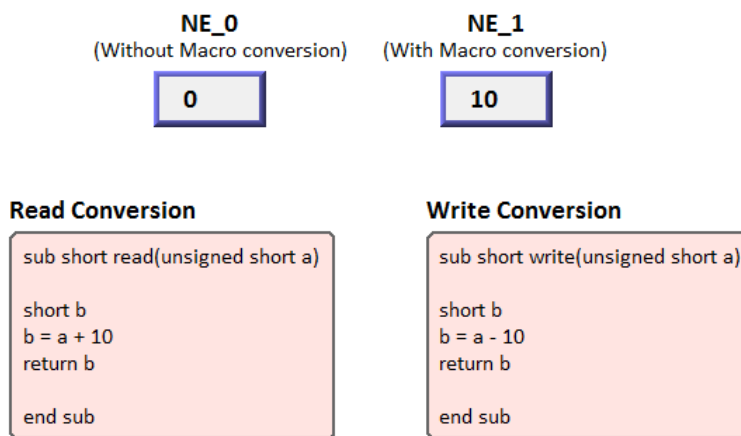 NE_0
(Without Macro conversion)
0
NE_1
(With Macro conversion)
10
Read Conversion
sub short read(unsigned short a)
short b
b = a + 10
return b
end sub
Write Conversion
sub short write(unsigned short a)
short b
b = a - 10
return b
end sub